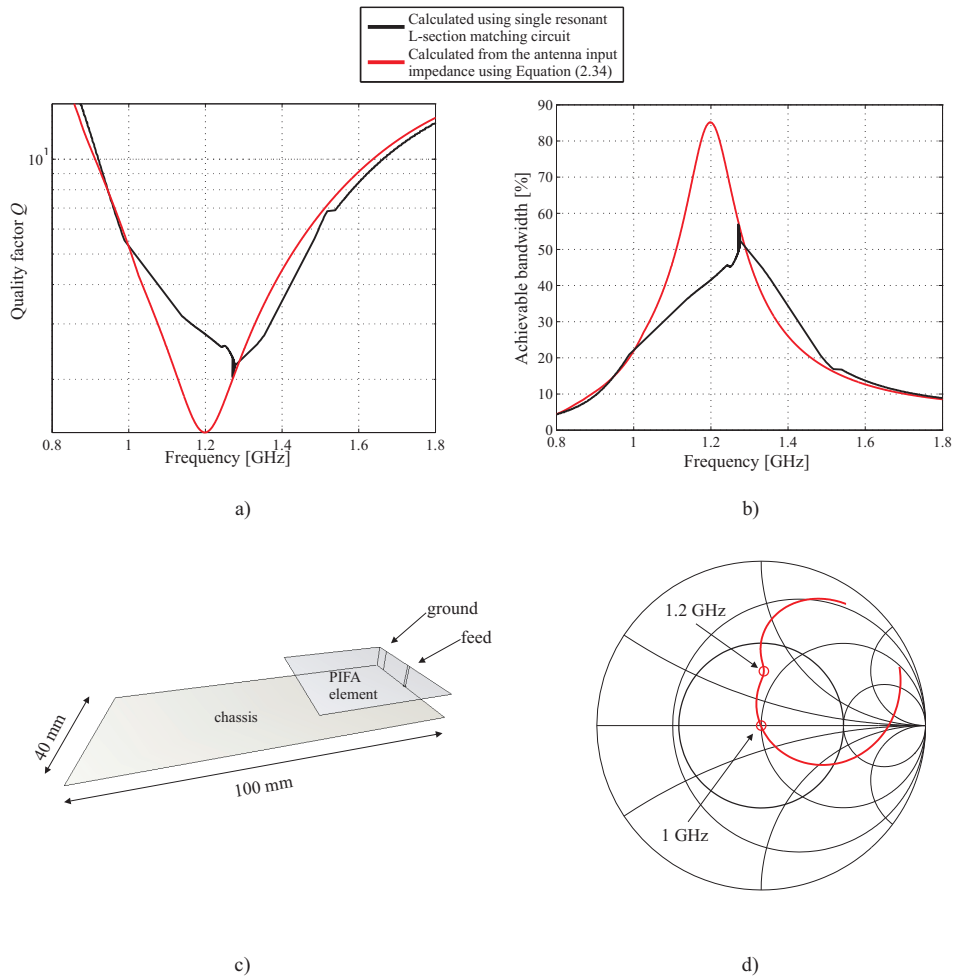 Calculated using single resonant
L-section matching circuit
Calculated from the antenna input
impedance using Equation (2.34)
Quality factor Q
10¹
0.8 1 1.2 1.4 1.6 1.8
Frequency [GHz]
a)
Achievable bandwidth [%]
90
80
70
60
50
40
30
20
10
0
0.8 1 1.2 1.4 1.6 1.8
Frequency [GHz]
b)
ground
feed
PIFA
element
chassis
40 mm
100 mm
c)
1.2 GHz
1 GHz
d)